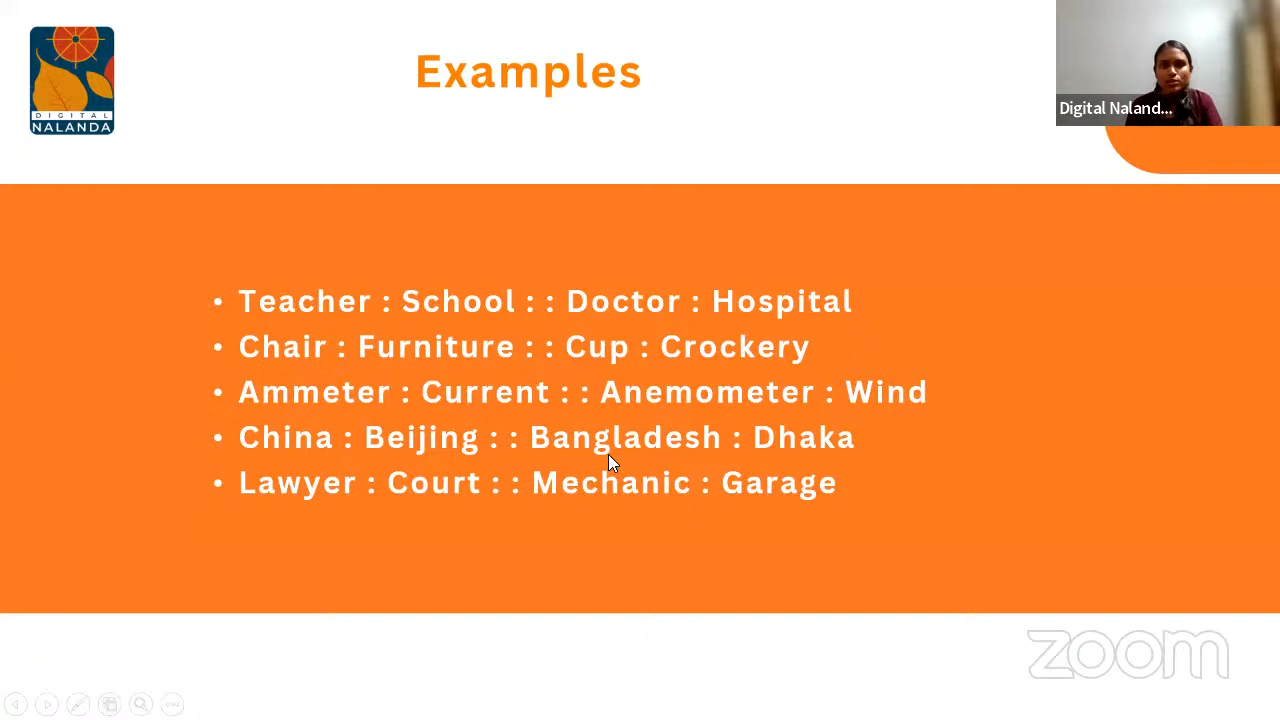 Examples
DIGITAL
NALANDA
Digital Naland...
• Teacher : School : : Doctor : Hospital
• Chair : Furniture : : Cup : Crockery
• Ammeter : Current : : Anemometer : Wind
• China : Beijing : : Bangladesh : Dhaka
• Lawyer : Court : : Mechanic : Garage
zoom